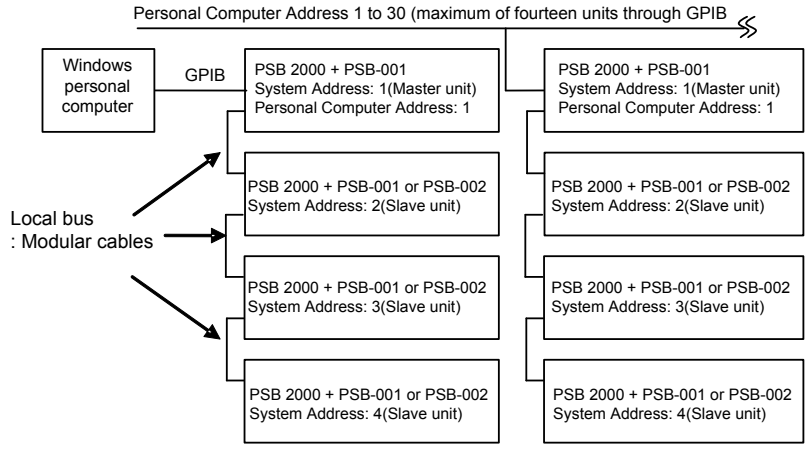 Personal Computer Address 1 to 30 (maximum of fourteen units through GPIB
Windows
personal
computer
GPIB
PSB 2000 + PSB-001
System Address: 1(Master unit)
Personal Computer Address: 1
PSB 2000 + PSB-001 or PSB-002
System Address: 2(Slave unit)
PSB 2000 + PSB-001 or PSB-002
System Address: 3(Slave unit)
PSB 2000 + PSB-001 or PSB-002
System Address: 4(Slave unit)
Local bus
: Modular cables
PSB 2000 + PSB-001
System Address: 1(Master unit)
Personal Computer Address: 1
PSB 2000 + PSB-001 or PSB-002
System Address: 2(Slave unit)
PSB 2000 + PSB-001 or PSB-002
System Address: 3(Slave unit)
PSB 2000 + PSB-001 or PSB-002
System Address: 4(Slave unit)